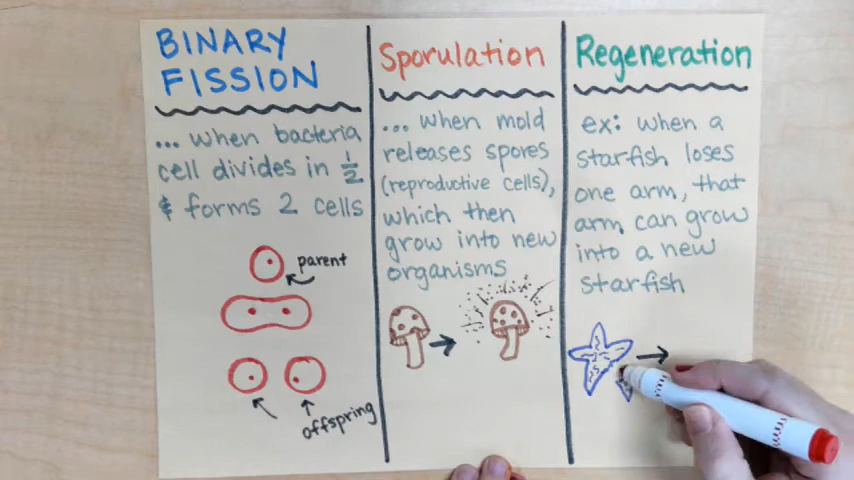 BINARY
FISSION
... when bacteria
cell divides in 1/2
& forms 2 cells
parent
offspring
Sporulation
... when mold
releases spores
(reproductive cells),
which then
grow into new
organisms
Regeneration
ex: when a
starfish loses
one arm, that
arm can grow
into a new
starfish